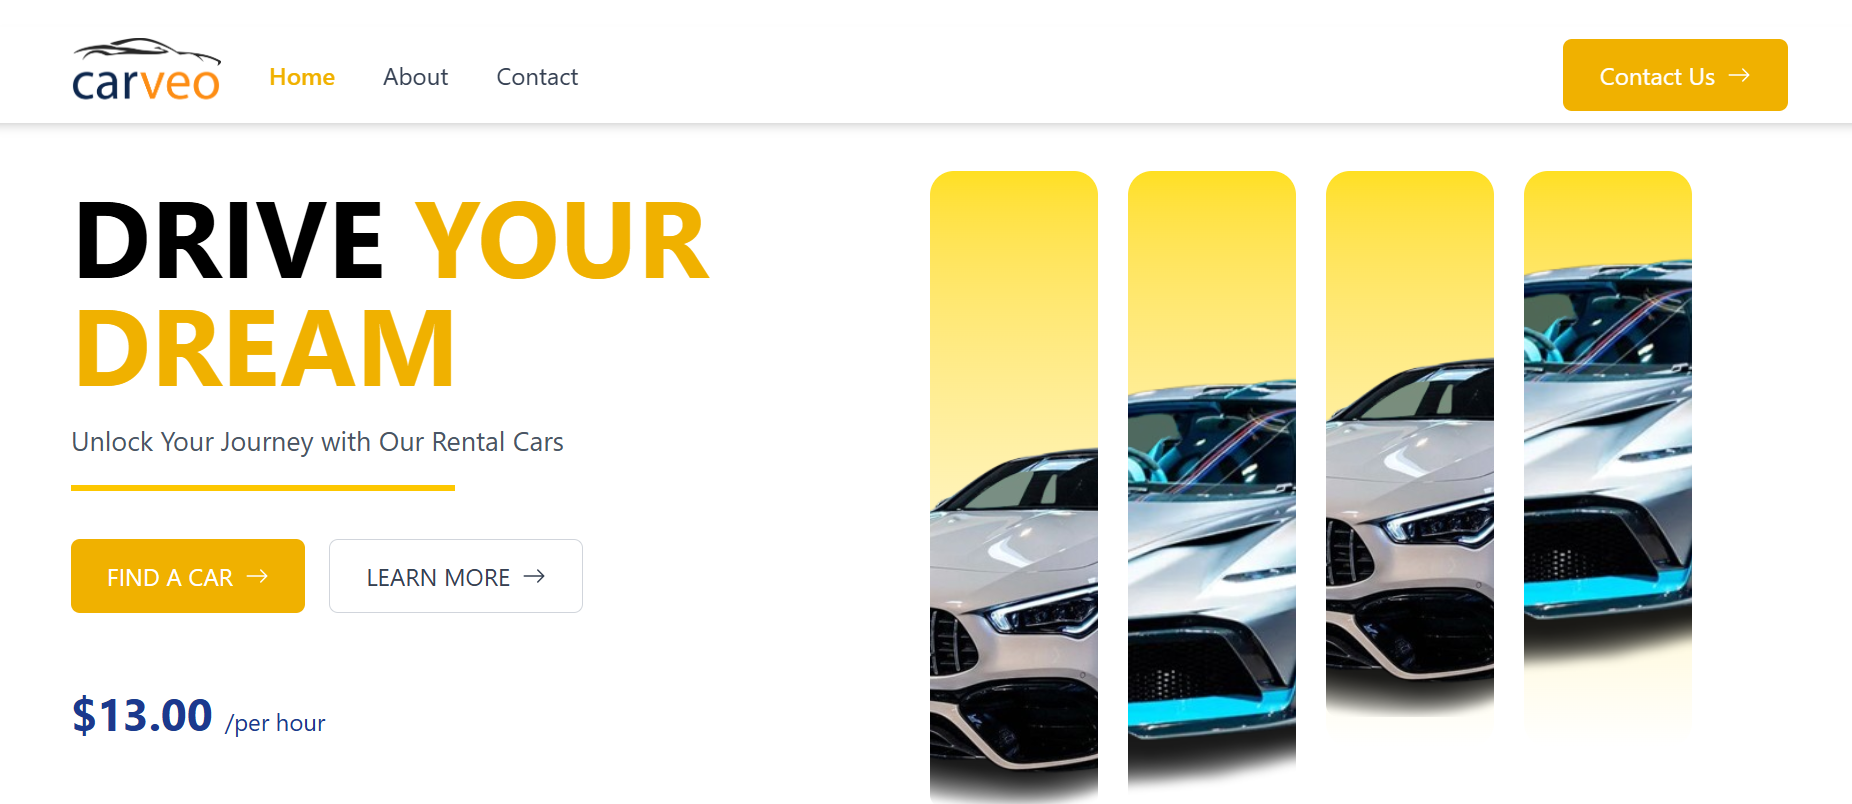 carveo
Home
About
Contact
Contact Us
DRIVE YOUR
DREAM
Unlock Your Journey with Our Rental Cars
FIND A CAR
LEARN MORE
$13.00 /per hour